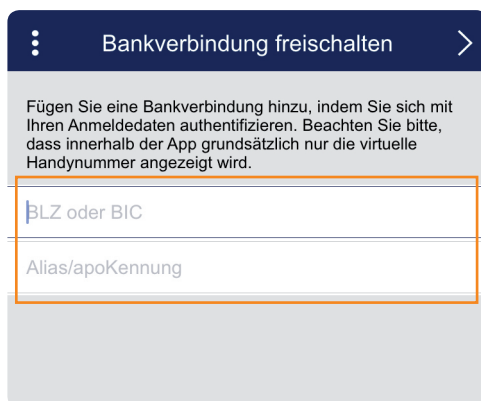 Bankverbindung freischalten
Fügen Sie eine Bankverbindung hinzu, indem Sie sich mit
Ihren Anmeldedaten authentifizieren. Beachten Sie bitte,
dass innerhalb der App grundsätzlich nur die virtuelle
Handynummer angezeigt wird.
BLZ oder BIC
Alias/apoKennung